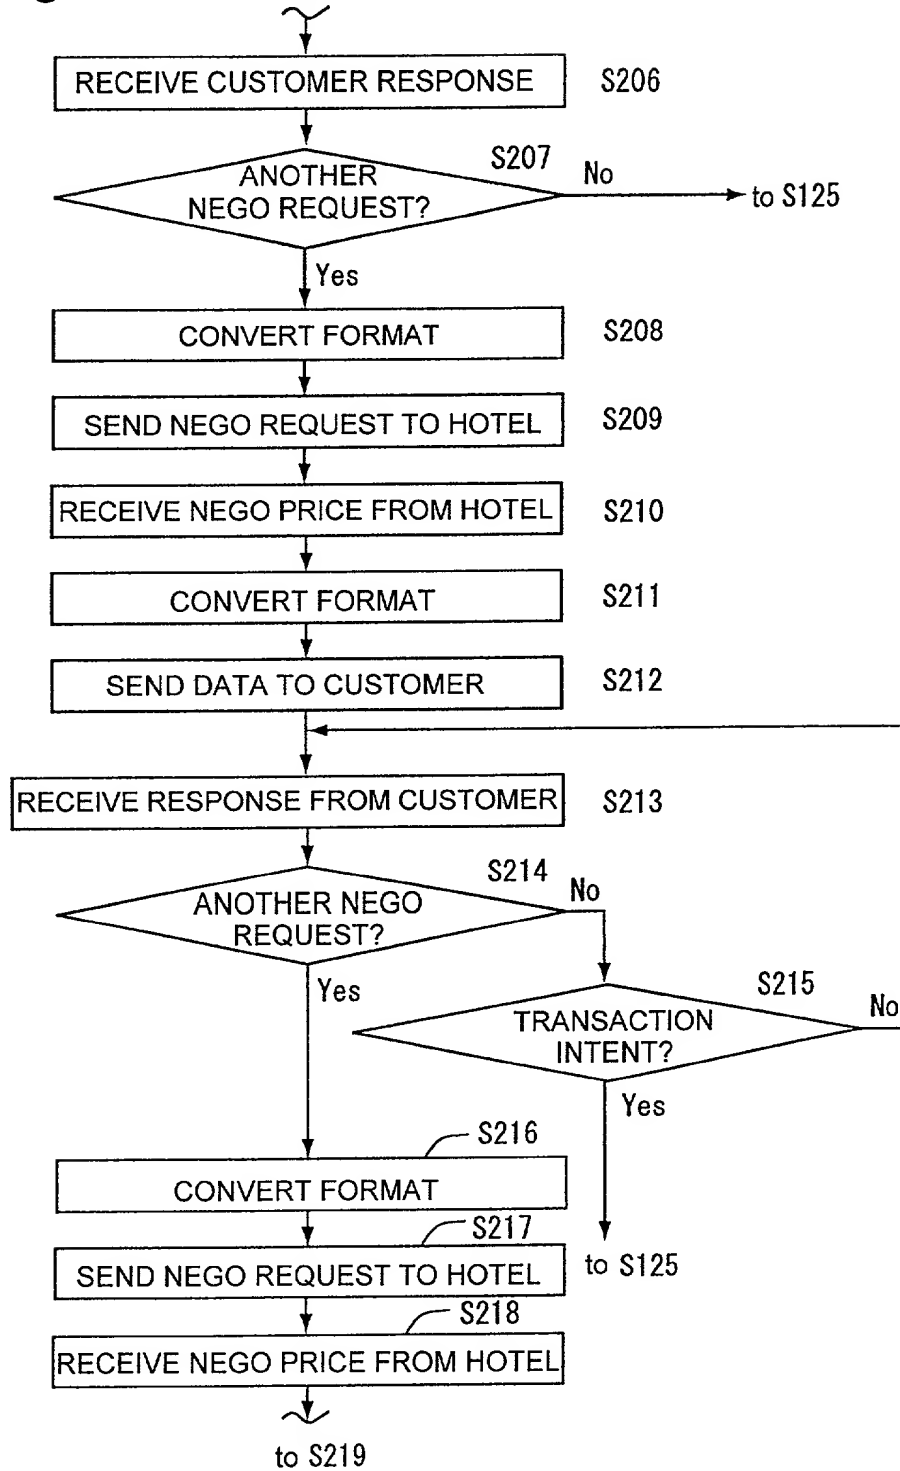 RECEIVE CUSTOMER RESPONSE S206
S207
ANOTHER
NEGO REQUEST?
No
to S125
Yes
CONVERT FORMAT S208
SEND NEGO REQUEST TO HOTEL S209
RECEIVE NEGO PRICE FROM HOTEL S210
CONVERT FORMAT S211
SEND DATA TO CUSTOMER S212
RECEIVE RESPONSE FROM CUSTOMER S213
S214
ANOTHER NEGO
REQUEST?
No
Yes
S215
TRANSACTION
INTENT?
No
Yes
S216
CONVERT FORMAT
S217
SEND NEGO REQUEST TO HOTEL
to S125
S218
RECEIVE NEGO PRICE FROM HOTEL
to S219